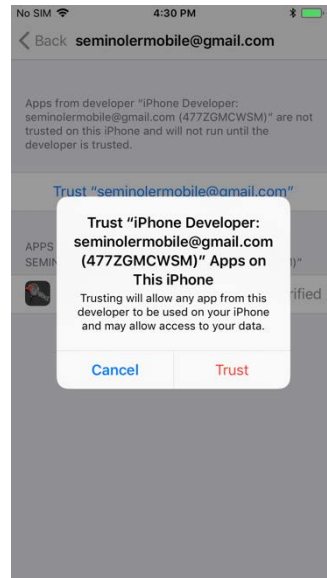 No SIM 4:30 PM
Back seminolermobile@gmail.com
Apps from developer "iPhone Developer:
seminolermobile@gmail.com (477ZGMCWSM)" are not
trusted on this iPhone and will not run until the
developer is trusted.
Trust "seminolermobile@gmail.com"
APPS
SEMIN
Trust "iPhone Developer:
seminolermobile@gmail.com
(477ZGMCWSM)" Apps on
This iPhone
Trusting will allow any app from this
developer to be used on your iPhone
and may allow access to your data.
Cancel Trust